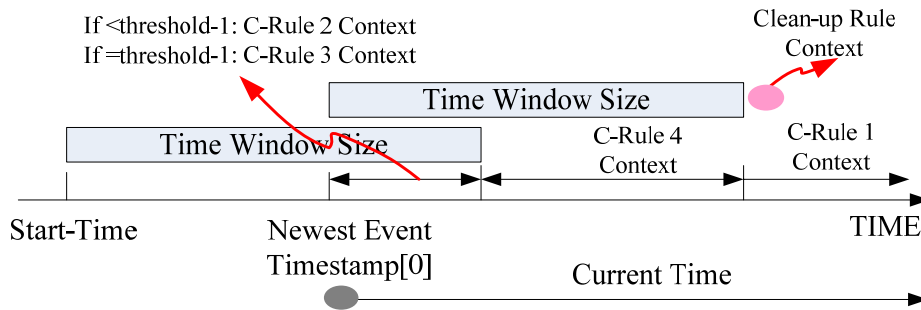 If <threshold-1: C-Rule 2 Context
If =threshold-1: C-Rule 3 Context
Clean-up Rule
Context
Time Window Size
Time Window Size
C-Rule 4
Context
C-Rule 1
Context
Start-Time
Newest Event
Timestamp[0]
TIME
Current Time